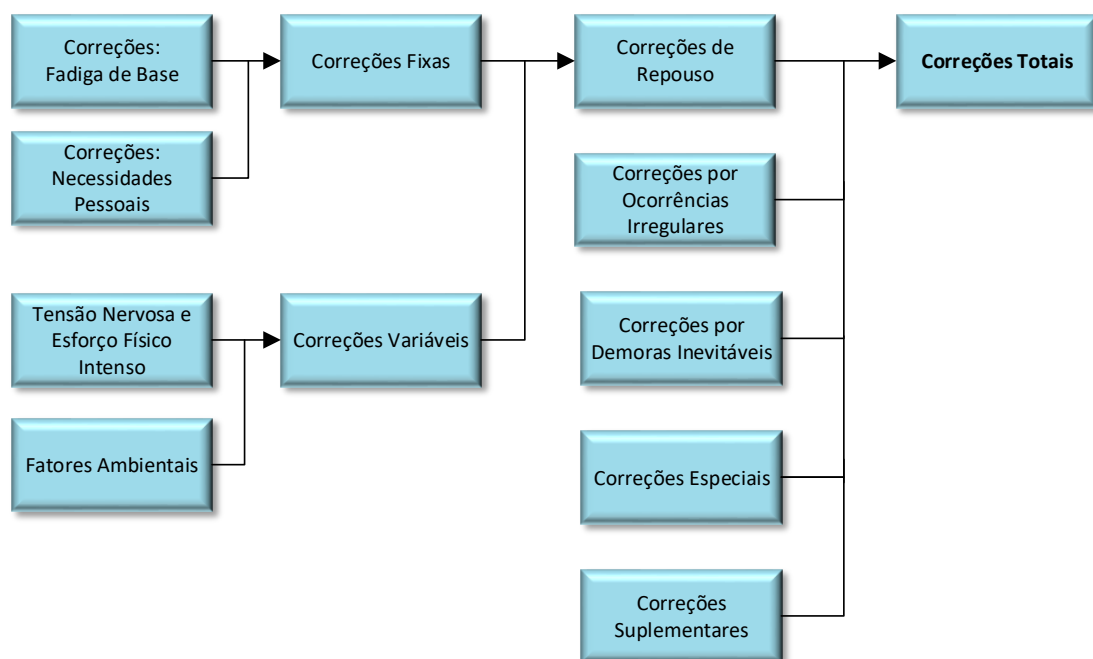 Correções:
Fadiga de Base
Correções Fixas
Correções de
Repouso
Correções Totais
Correções:
Necessidades
Pessoais
Correções por
Ocorrências
Irregulares
Tensão Nervosa e
Esforço Físico
Intenso
Correções Variáveis
Correções por
Demoras Inevitáveis
Fatores Ambientais
Correções Especiais
Correções
Suplementares